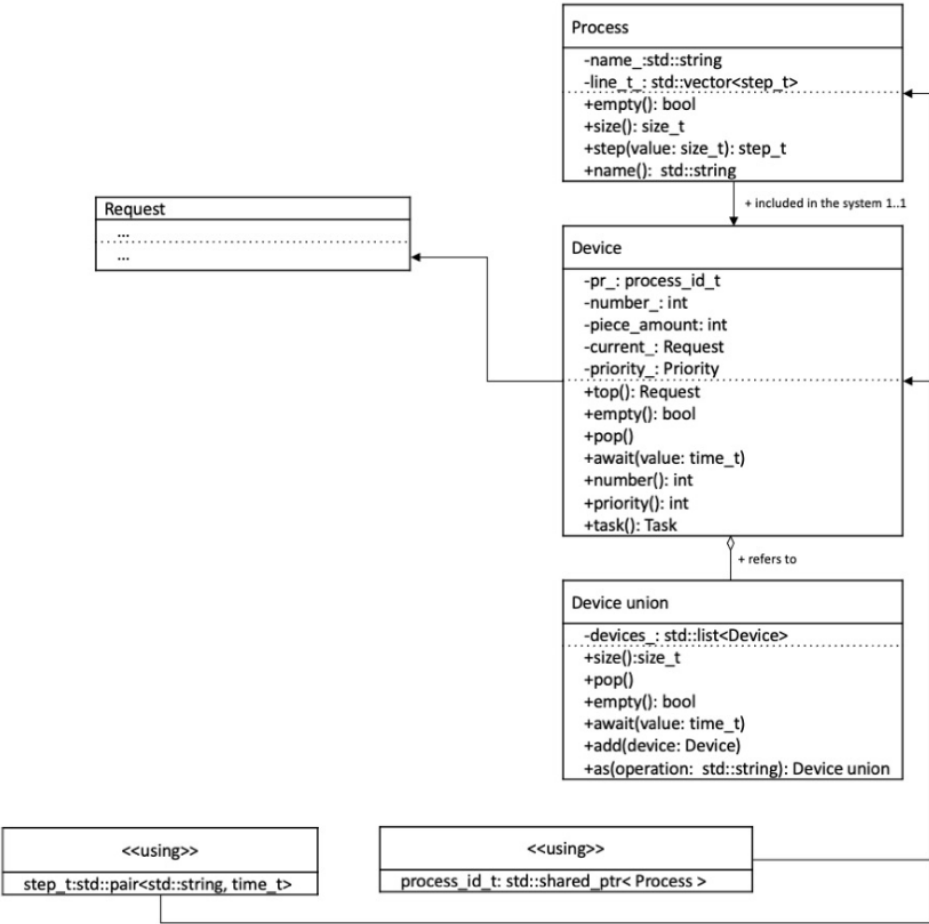 Process
-name_:std::string
-line_t_: std::vector<step_t>
+empty(): bool
+size(): size_t
+step(value: size_t): step_t
+name(): std::string
+ included in the system 1..1
Request
...
...
Device
-pr_: process_id_t
-number_: int
-piece_amount: int
-current_: Request
-priority_: Priority
+top(): Request
+empty(): bool
+pop()
+await(value: time_t)
+number(): int
+priority(): int
+task(): Task
+ refers to
Device union
-devices_: std::list<Device>
+size():size_t
+pop()
+empty(): bool
+await(value: time_t)
+add(device: Device)
+as(operation: std::string): Device union
<<using>>
step_t:std::pair<std::string, time_t>
<<using>>
process_id_t: std::shared_ptr< Process >